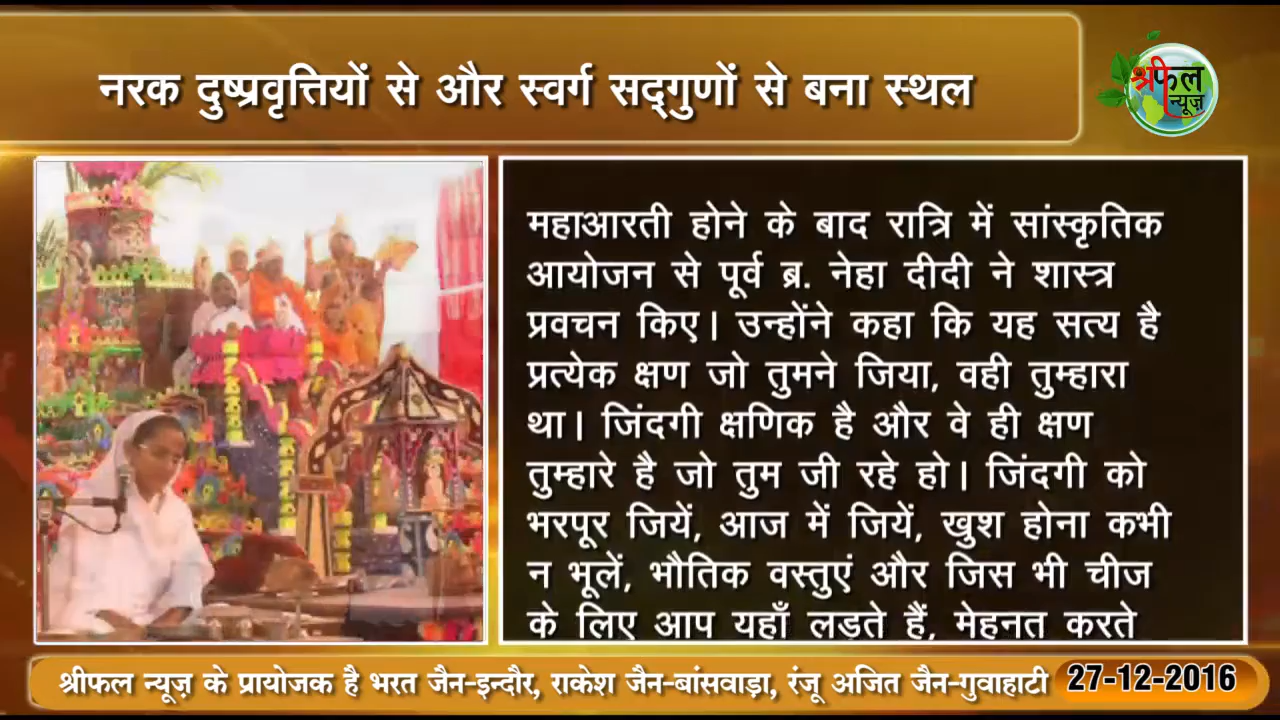 नरक दुष्प्रवृत्तियों से और स्वर्ग सद्‌गुणों से बना स्थल
श्रीफल
न्यूज़
महाआरती होने के बाद रात्रि में सांस्कृतिक
आयोजन से पूर्व ब्र. नेहा दीदी ने शास्त्र
प्रवचन किए। उन्होंने कहा कि यह सत्य है
प्रत्येक क्षण जो तुमने जिया, वही तुम्हारा
था। जिंदगी क्षणिक है और वे ही क्षण
तुम्हारे है जो तुम जी रहे हो। जिंदगी को
भरपूर जियें, आज में जियें, खुश होना कभी
न भूलें, भौतिक वस्तुएं और जिस भी चीज
के लिए आप यहाँ लडते हैं, मेहनत करते
श्रीफल न्यूज़ के प्रायोजक है भरत जैन-इन्दौर, राकेश जैन-बांसवाड़ा, रंजू अजित जैन-गुवाहाटी 27-12-2016